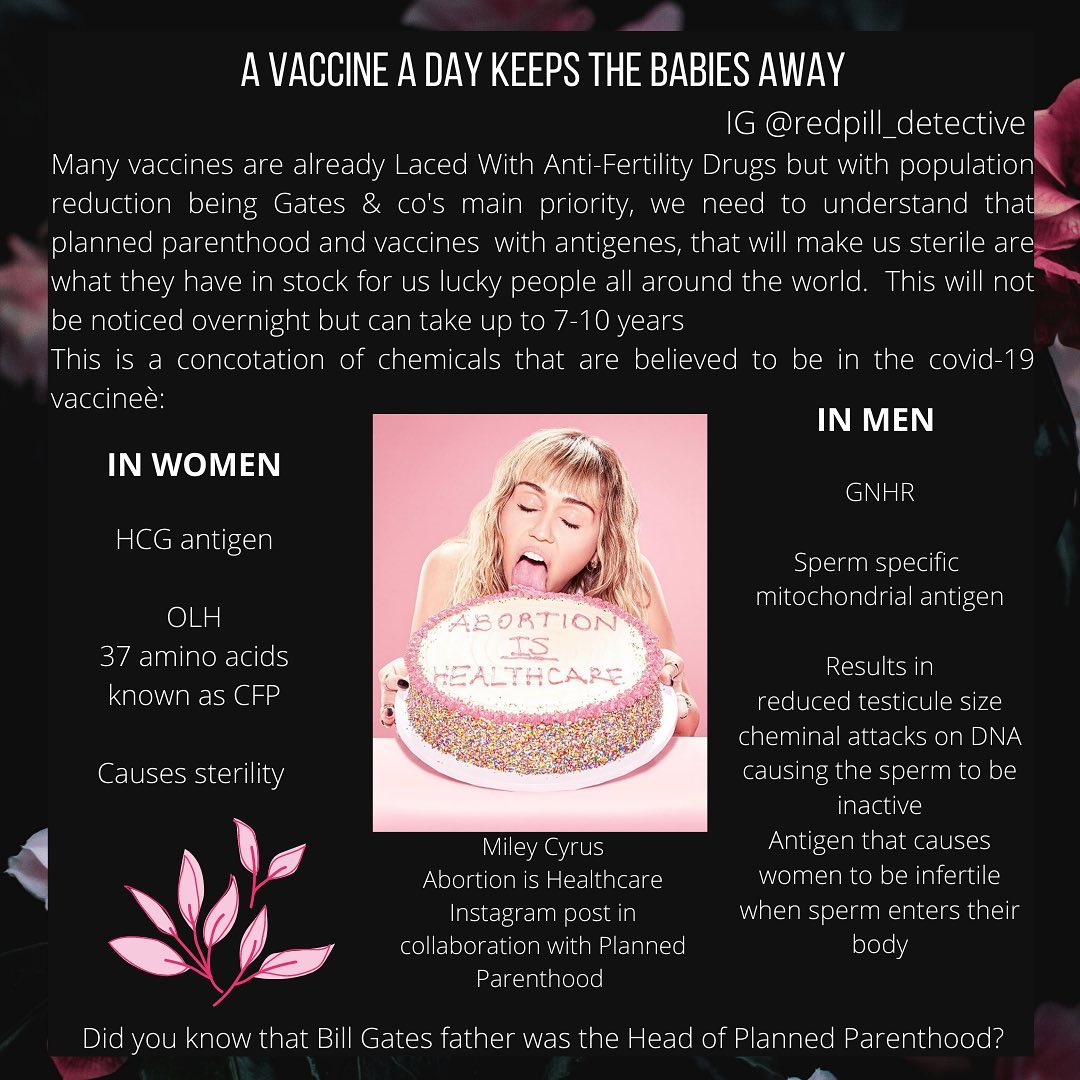 A VACCINE A DAY KEEPS THE BABIES AWAY
IG @redpill_detective
Many vaccines are already Laced With Anti-Fertility Drugs but with population
reduction being Gates & co's main priority, we need to understand that
planned parenthood and vaccines with antigenes, that will make us sterile are
what they have in stock for us lucky people all around the world. This will not
be noticed overnight but can take up to 7-10 years
This is a concotation of chemicals that are believed to be in the covid-19
vaccineè:
IN WOMEN
HCG antigen
OLH
37 amino acids
known as CFP
Causes sterility
ABORTION
IS
HEALTHCARE
Miley Cyrus
Abortion is Healthcare
Instagram post in
collaboration with Planned
Parenthood
IN MEN
GNHR
Sperm specific
mitochondrial antigen
Results in
reduced testicule size
cheminal attacks on DNA
causing the sperm to be
inactive
Antigen that causes
women to be infertile
when sperm enters their
body
Did you know that Bill Gates father was the Head of Planned Parenthood?